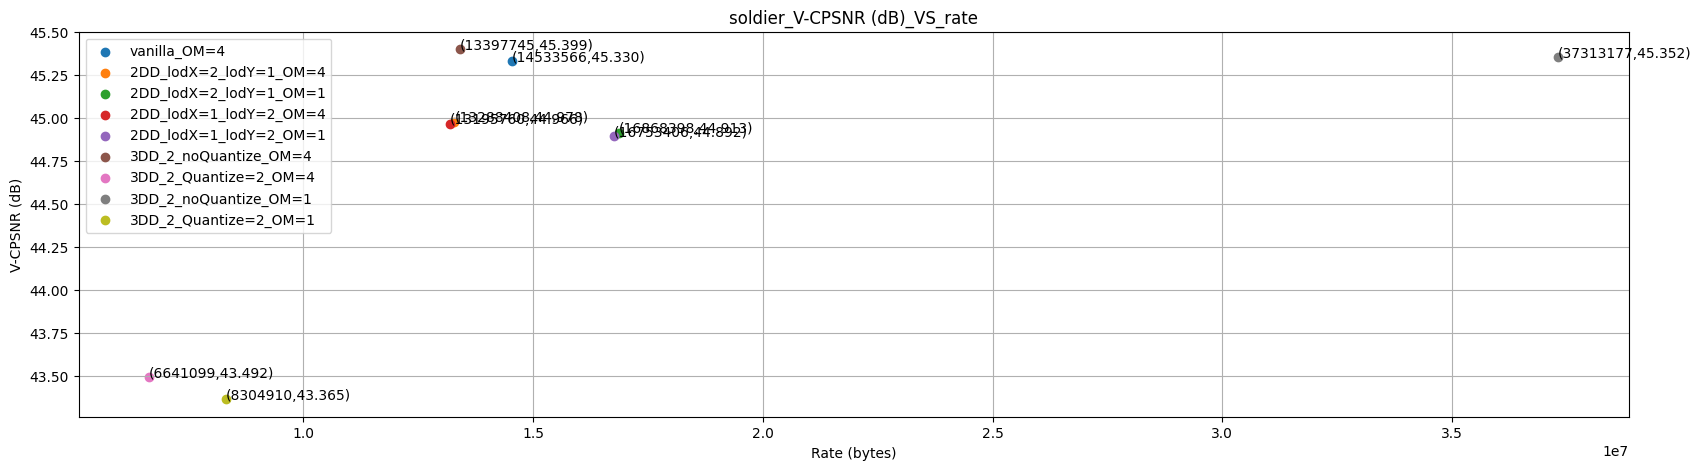 soldier_V-CPSNR (dB)_VS_rate
45.50
45.25
45.00
44.75
44.50
44.25
44.00
43.75
43.50
V-CPSNR (dB)
vanilla_OM=4
2DD_lodX=2_lodY=1_OM=4
2DD_lodX=2_lodY=1_OM=1
2DD_lodX=1_lodY=2_OM=4
2DD_lodX=1_lodY=2_OM=1
3DD_2_noQuantize_OM=4
3DD_2_Quantize=2_OM=4
3DD_2_noQuantize_OM=1
3DD_2_Quantize=2_OM=1
(13397745,45.399)
(14533566,45.330)
(37313177,45.352)
(16868398,44.913)
(6641099,43.492)
(8304910,43.365)
1.0
1.5
2.0
2.5
3.0
3.5
1e7
Rate (bytes)